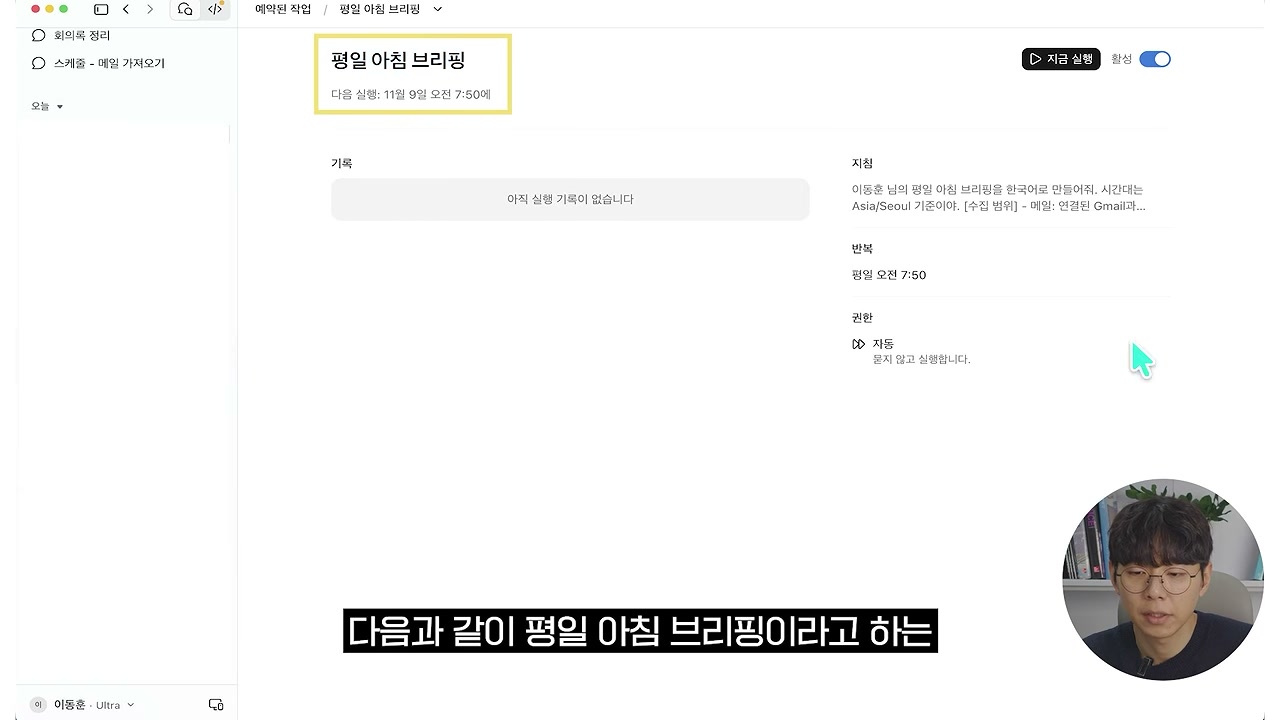 예약된 작업 / 평일 아침 브리핑
회의록 정리
스케줄 - 메일 가져오기
오늘
평일 아침 브리핑
다음 실행: 11월 9일 오전 7:50에
지금 실행
활성
기록
아직 실행 기록이 없습니다
지침
이동훈 님의 평일 아침 브리핑을 한국어로 만들어줘. 시간대는
Asia/Seoul 기준이야. [수집 범위] - 메일: 연결된 Gmail과...
반복
평일 오전 7:50
권한
자동
묻지 않고 실행합니다.
다음과 같이 평일 아침 브리핑이라고 하는
이 이동훈 · Ultra